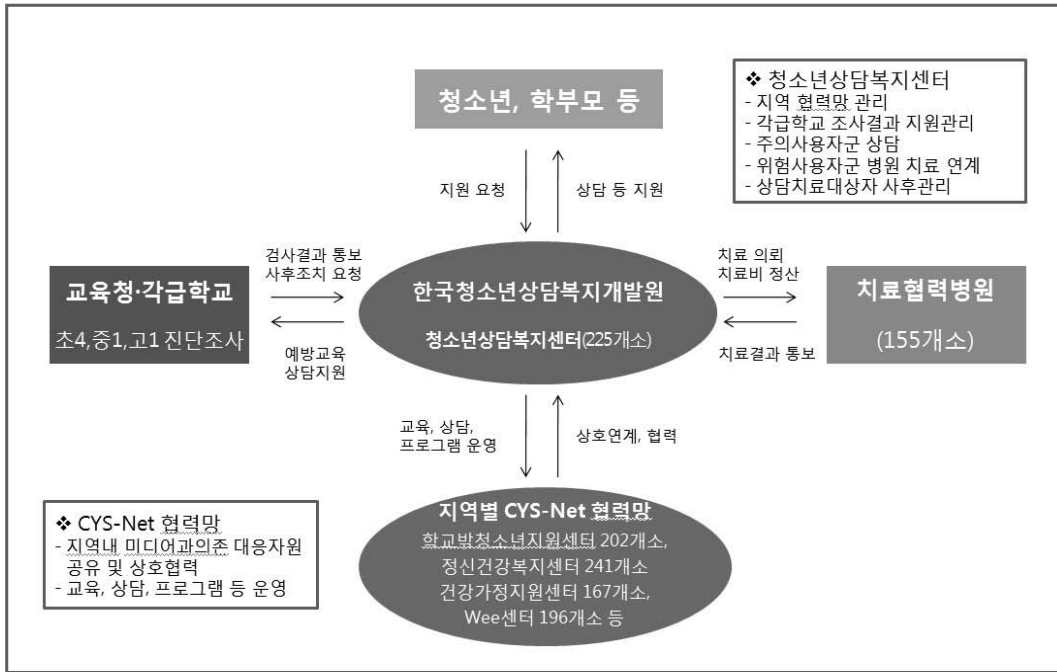 청소년, 학부모 등
❖ 청소년상담복지센터
- 지역 협력망 관리
- 각급학교 조사결과 지원관리
- 주의사용자군 상담
- 위험사용자군 병원 치료 연계
- 상담치료대상자 사후관리
지원 요청
상담 등 지원
교육청·각급학교
초4,중1,고1 진단조사
검사결과 통보
사후조치 요청
예방교육
상담지원
한국청소년상담복지개발원
청소년상담복지센터(225개소)
치료 의뢰
치료비 정산
치료결과 통보
치료협력병원
(155개소)
교육, 상담,
프로그램 운영
상호연계, 협력
❖ CYS-Net 협력망
- 지역내 미디어과의존 대응자원
공유 및 상호협력
- 교육, 상담, 프로그램 등 운영
지역별 CYS-Net 협력망
학교밖청소년지원센터 202개소,
정신건강복지센터 241개소
건강가정지원센터 167개소,
Wee센터 196개소 등